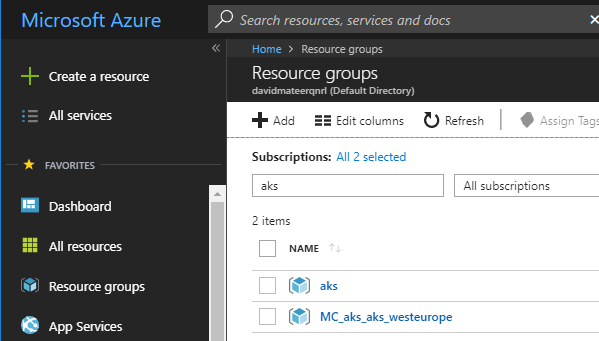 Microsoft Azure
Search resources, services and docs
Create a resource
All services
FAVORITES
Dashboard
All resources
Resource groups
App Services
Home > Resource groups
Resource groups
davidmateerqnrl (Default Directory)
Add Edit columns Refresh Assign Tags
Subscriptions: All 2 selected
aks All subscriptions
2 items
NAME
aks
MC_aks_aks_westeurope